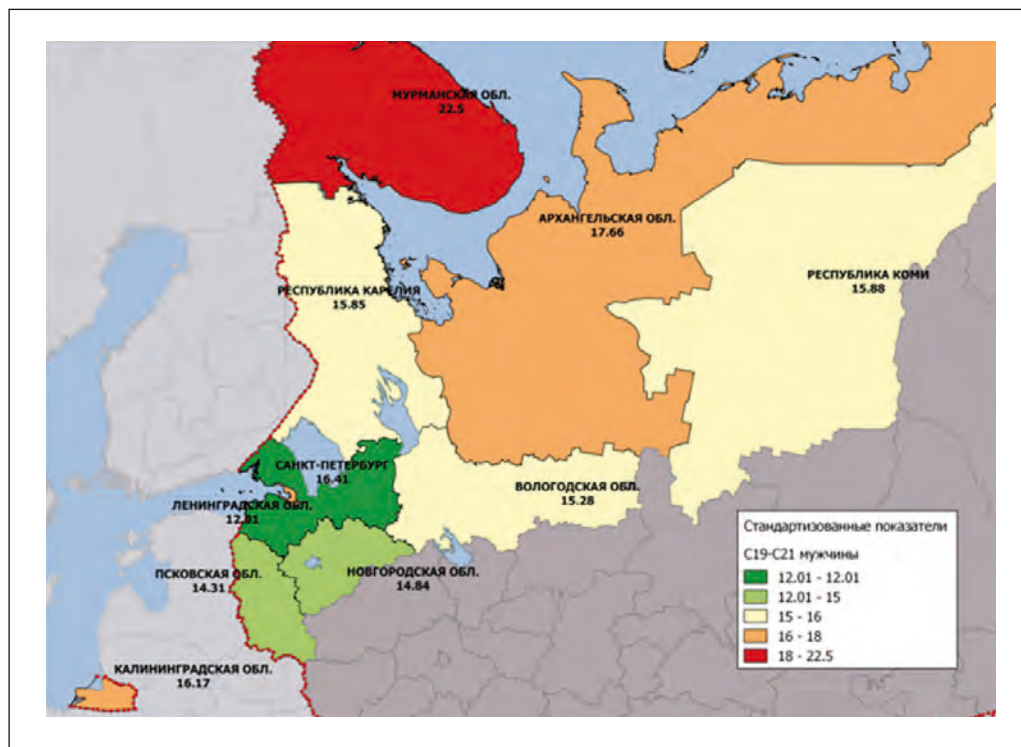 МУРМАНСКАЯ ОБЛ.
22.5
АРХАНГЕЛЬСКАЯ ОБЛ.
17.66
РЕСПУБЛИКА КОМИ
15.88
РЕСПУБЛИКА КАРЕЛИЯ
15.85
САНКТ-ПЕТЕРБУРГ
16.41
ВОЛОГОДСКАЯ ОБЛ.
15.28
ЛЕНИНГРАДСКАЯ ОБЛ.
12.01
ПСКОВСКАЯ ОБЛ.
14.31
НОВГОРОДСКАЯ ОБЛ.
14.84
КАЛИНИНГРАДСКАЯ ОБЛ.
16.17
Стандартизованные показатели
С19-С21 мужчины
12.01 - 12.01
12.01 - 15
15 - 16
16 - 18
18 - 22.5